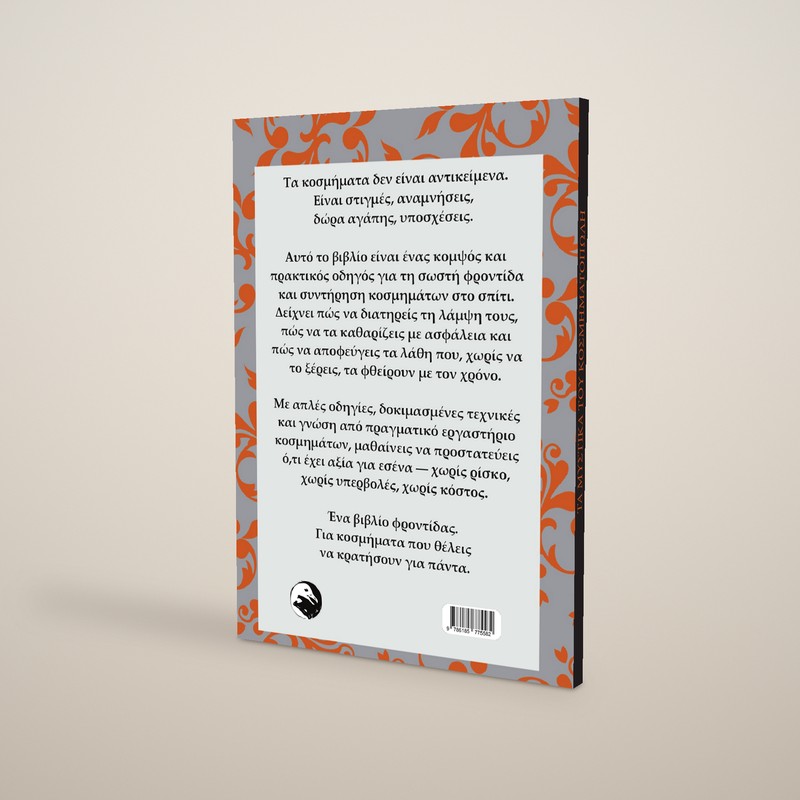 Τα κοσμήματα δεν είναι αντικείμενα.
Είναι στιγμές, αναμνήσεις,
δώρα αγάπης, υποσχέσεις.
Αυτό το βιβλίο είναι ένας κομψός και
πρακτικός οδηγός για τη σωστή φροντίδα
και συντήρηση κοσμημάτων στο σπίτι.
Δείχνει πώς να διατηρείς τη λάμψη τους,
πώς να τα καθαρίζεις με ασφάλεια και
πώς να αποφεύγεις τα λάθη που, χωρίς να
το ξέρεις, τα φθείρουν με τον χρόνο.
Με απλές οδηγίες, δοκιμασμένες τεχνικές
και γνώση από πραγματικό εργαστήριο
κοσμημάτων, μαθαίνεις να προστατεύεις
ό,τι έχει αξία για εσένα — χωρίς ρίσκο,
χωρίς υπερβολές, χωρίς κόστος.
Ένα βιβλίο φροντίδας.
Για κοσμήματα που θέλεις
να κρατήσουν για πάντα.
9 786185 775582
ΤΑ ΜΥΣΤΙΚΑ ΤΟΥ ΚΟΣΜΗΜΑΤΟΠΩΛΗ